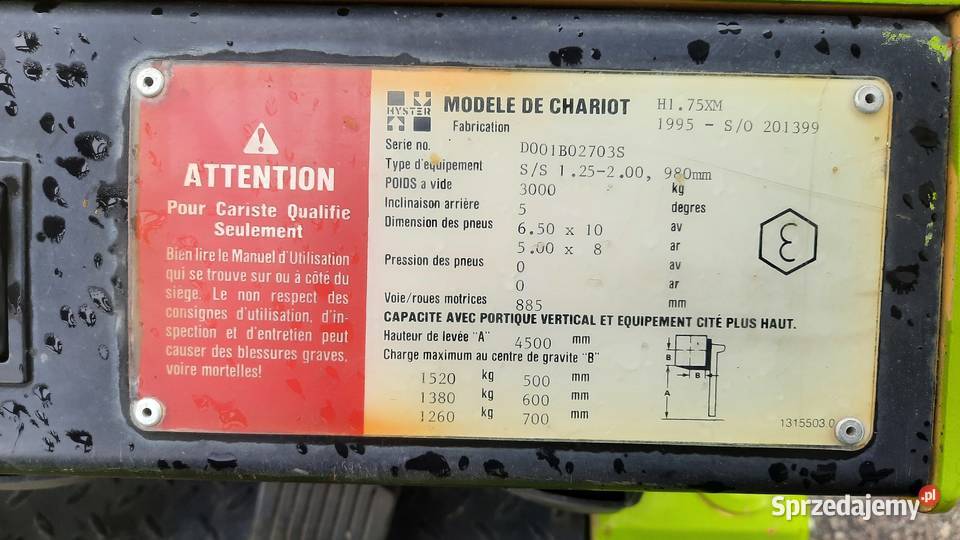 ATTENTION
Pour Cariste Qualifie
Seulement
Bien lire le Manuel d'Utilisation
qui se trouve sur ou à côté du
siège. Le non respect des
consignes d'utilisation, d'in-
spection et d'entretien peut
causer des blessures graves,
voire mortelles!
HYSTER
MODELE DE CHARIOT H1.75XM
Fabrication 1995 - S/O 201399
Serie no. D001B02703S
Type d'equipement S/S 1.25-2.00, 980mm
POIDS a vide 3000 kg
Inclinaison arrière 5 degres
Dimension des pneus 6.50 x 10 av
5.00 x 8 ar
Pression des pneus 0 av
0 ar
Voie/roues motrices 885 mm
CAPACITE AVEC PORTIQUE VERTICAL ET EQUIPEMENT CITÉ PLUS HAUT.
Hauteur de levée "A" 4500 mm
Charge maximum au centre de gravite "B"
1520 kg 500 mm
1380 kg 600 mm
1260 kg 700 mm
B
B
A
ε
1315503.0
Sprzedajemy.pl